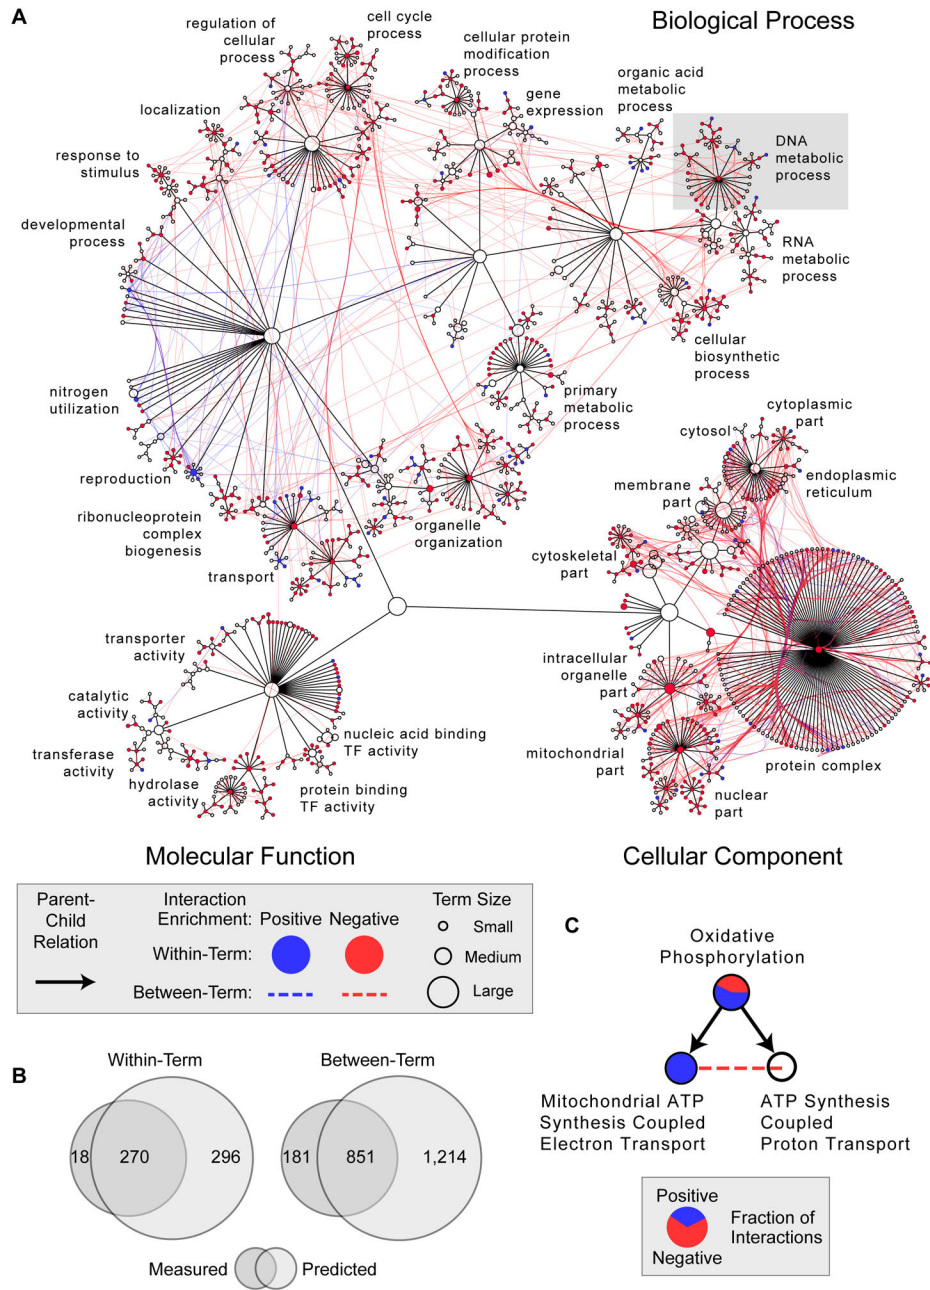 A
Biological Process
regulation of
cellular
process
cell cycle
process
cellular protein
modification
process
gene
expression
organic acid
metabolic
process
DNA
metabolic
process
localization
response to
stimulus
developmental
process
RNA
metabolic
process
cellular
biosynthetic
process
nitrogen
utilization
primary
metabolic
process
reproduction
ribonucleoprotein
complex
biogenesis
transport
organelle
organization
cytoplasmic
part
cytosol
endoplasmic
reticulum
membrane
part
cytoskeletal
part
intracellular
organelle
part
mitochondrial
part
nuclear
part
protein complex
transporter
activity
catalytic
activity
transferase
activity
hydrolase
activity
nucleic acid binding
TF activity
protein binding
TF activity
Molecular Function
Cellular Component
Parent-
Child
Relation
Interaction
Enrichment:
Positive
Negative
Within-Term:
Between-Term:
Term Size
Small
Medium
Large
C
Oxidative
Phosphorylation
Mitochondrial ATP
Synthesis Coupled
Electron Transport
ATP Synthesis
Coupled
Proton Transport
Positive
Negative
Fraction of
Interactions
B
Within-Term
Between-Term
18
270
296
181
851
1,214
Measured
Predicted